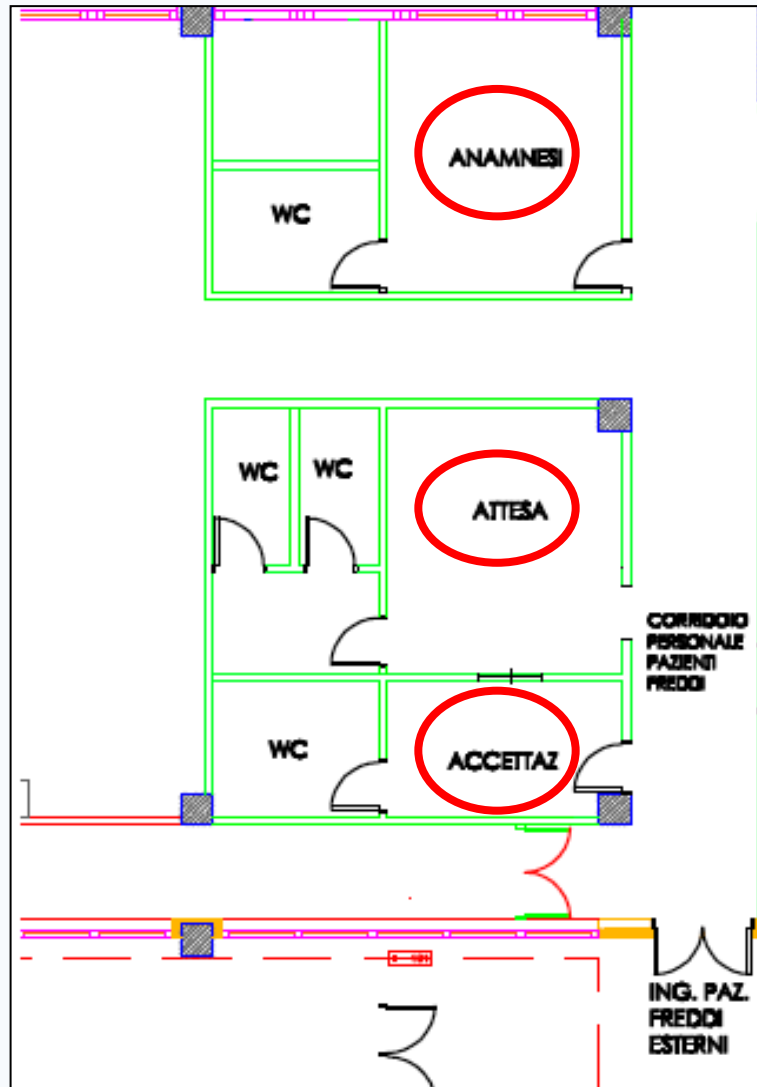 ANAMNESI
WC
WC
WC
ATTESA
CORRIDOIO
PERSONALE
PAZIENTI
FREDDI
WC
ACCETTAZ
ING. PAZ.
FREDDI
ESTERNI